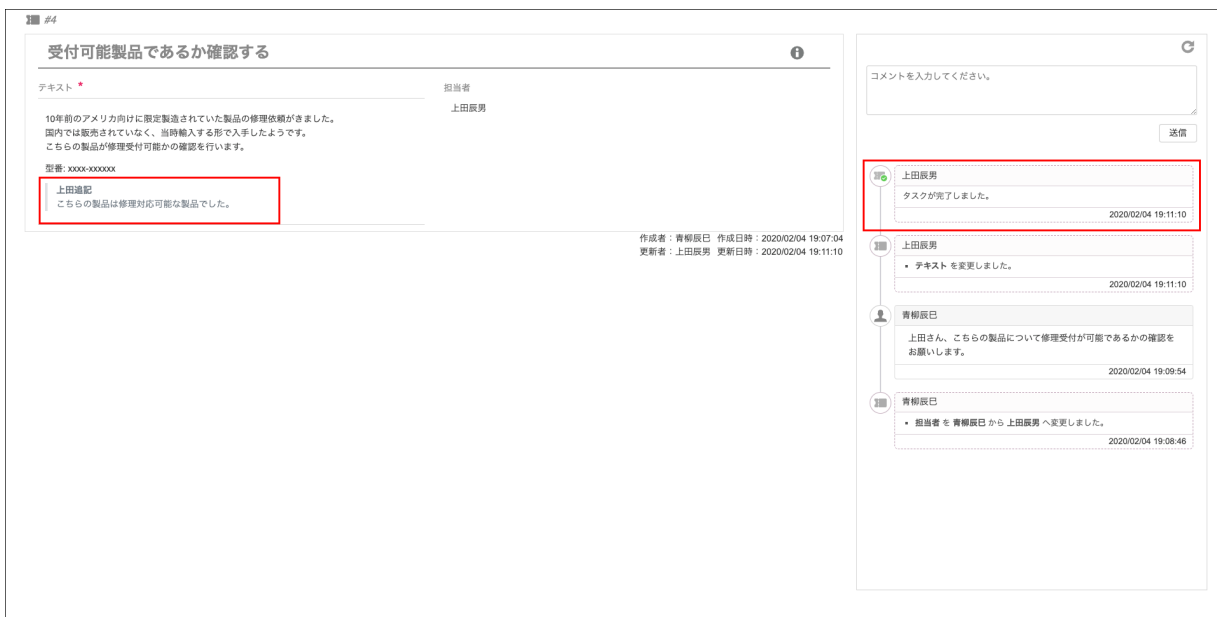 #4
受付可能製品であるか確認する
テキスト *
10年前のアメリカ向けに限定製造されていた製品の修理依頼がきました。
国内では販売されていなく、当時輸入する形で入手したようです。
こちらの製品が修理受付可能かの確認を行います。
型番: xxxx-xxxxxx
上田追記
こちらの製品は修理対応可能な製品でした。
担当者
上田辰男
作成者：青柳辰巳 作成日時：2020/02/04 19:07:04
更新者：上田辰男 更新日時：2020/02/04 19:11:10
コメントを入力してください。
送信
上田辰男
タスクが完了しました。
2020/02/04 19:11:10
上田辰男
• テキスト を変更しました。
2020/02/04 19:11:10
青柳辰巳
上田さん、こちらの製品について修理受付が可能であるかの確認を
お願いします。
2020/02/04 19:09:54
青柳辰巳
• 担当者 を 青柳辰巳 から 上田辰男 へ変更しました。
2020/02/04 19:08:46